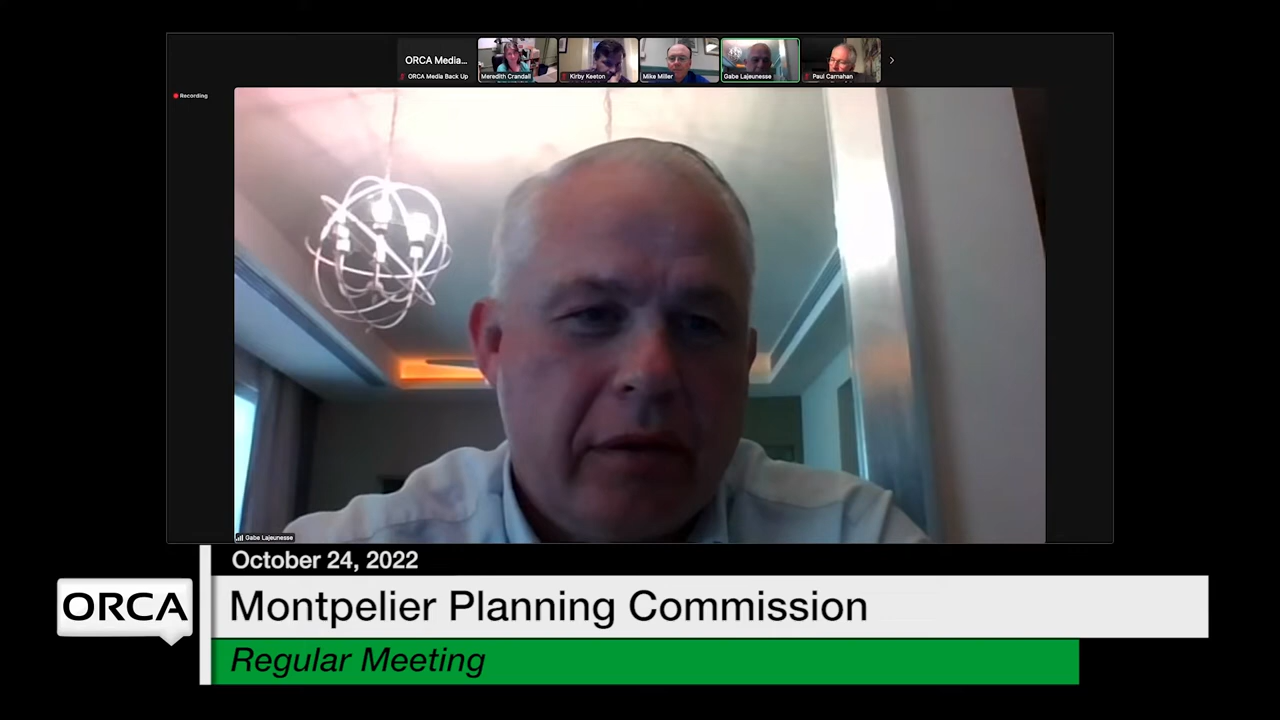 ORCA Media...
ORCA Media Back Up
Meredith Crandall
Kirby Keeton
Mike Miller
Gabe Lajeunesse
Paul Carnahan
Recording
Gabe Lajeunesse
October 24, 2022
ORCA
Montpelier Planning Commission
Regular Meeting